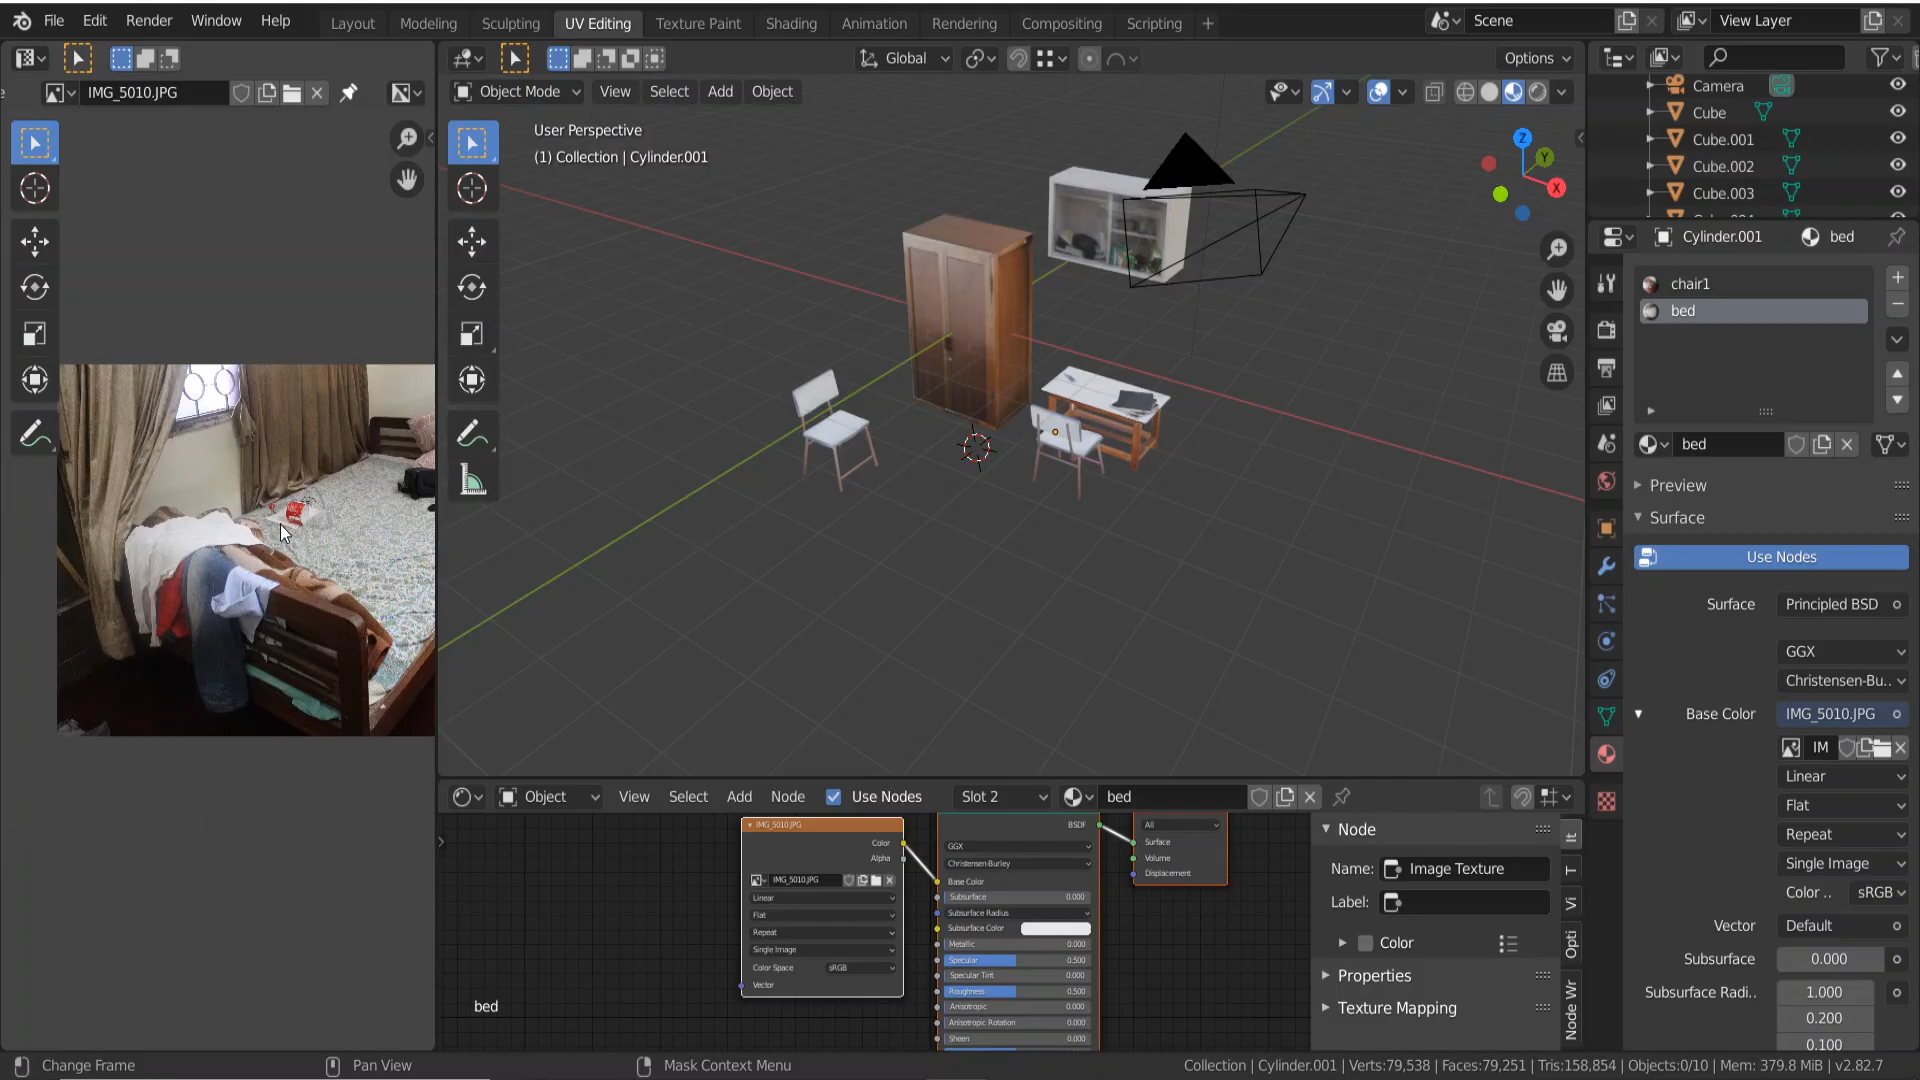 File Edit Render Window Help
Layout Modeling Sculpting UV Editing Texture Paint Shading Animation Rendering Compositing Scripting +
Scene
View Layer
Global
Options
IMG_5010.JPG
Object Mode View Select Add Object
User Perspective
(1) Collection | Cylinder.001
Z
Y
X
Camera
Cube
Cube.001
Cube.002
Cube.003
Cylinder.001 bed
chair1
bed
bed
Preview
Surface
Use Nodes
Surface Principled BSD
GGX
Christensen-Bu..
Base Color IMG_5010.JPG
IM
Linear
Flat
Repeat
Single Image
Color .. sRGB
Vector Default
Subsurface 0.000
Subsurface Radi.. 1.000
0.200
0.100
Object View Select Add Node Use Nodes Slot 2 bed
IMG_5010.JPG
Color
Alpha
IMG_5010.JPG
Linear
Flat
Repeat
Single Image
Color Space sRGB
Vector
BSDF
GGX
Christensen-Burley
Base Color
Subsurface 0.000
Subsurface Radius
Subsurface Color
Metallic 0.000
Specular 0.500
Specular Tint 0.000
Roughness 0.500
Anisotropic 0.000
Anisotropic Rotation 0.000
Sheen 0.000
All
Surface
Volume
Displacement
bed
Node
Name: Image Texture
Label:
Color
Properties
Texture Mapping
It
T
Vi
Opti
Node Wr
Change Frame
Pan View
Mask Context Menu
Collection | Cylinder.001 | Verts:79,538 | Faces:79,251 | Tris:158,854 | Objects:0/10 | Mem: 379.8 MiB | v2.82.7